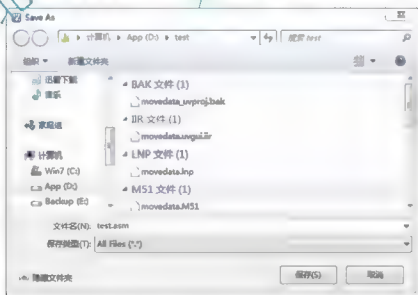 Save As
计算机 ▸ App (D:) ▸ test
搜索 test
组织 ▾ 新建文件夹
迅雷下载
音乐
家庭组
计算机
Win7 (C:)
App (D:)
Backup (E:)
BAK 文件 (1)
movedata_uvproj.bak
IIR 文件 (1)
movedata.uvgui.iir
LNP 文件 (1)
movedata.lnp
M51 文件 (1)
movedata.M51
文件名(N): test.asm
保存类型(T): All Files (*.*)
隐藏文件夹
保存(S)
取消